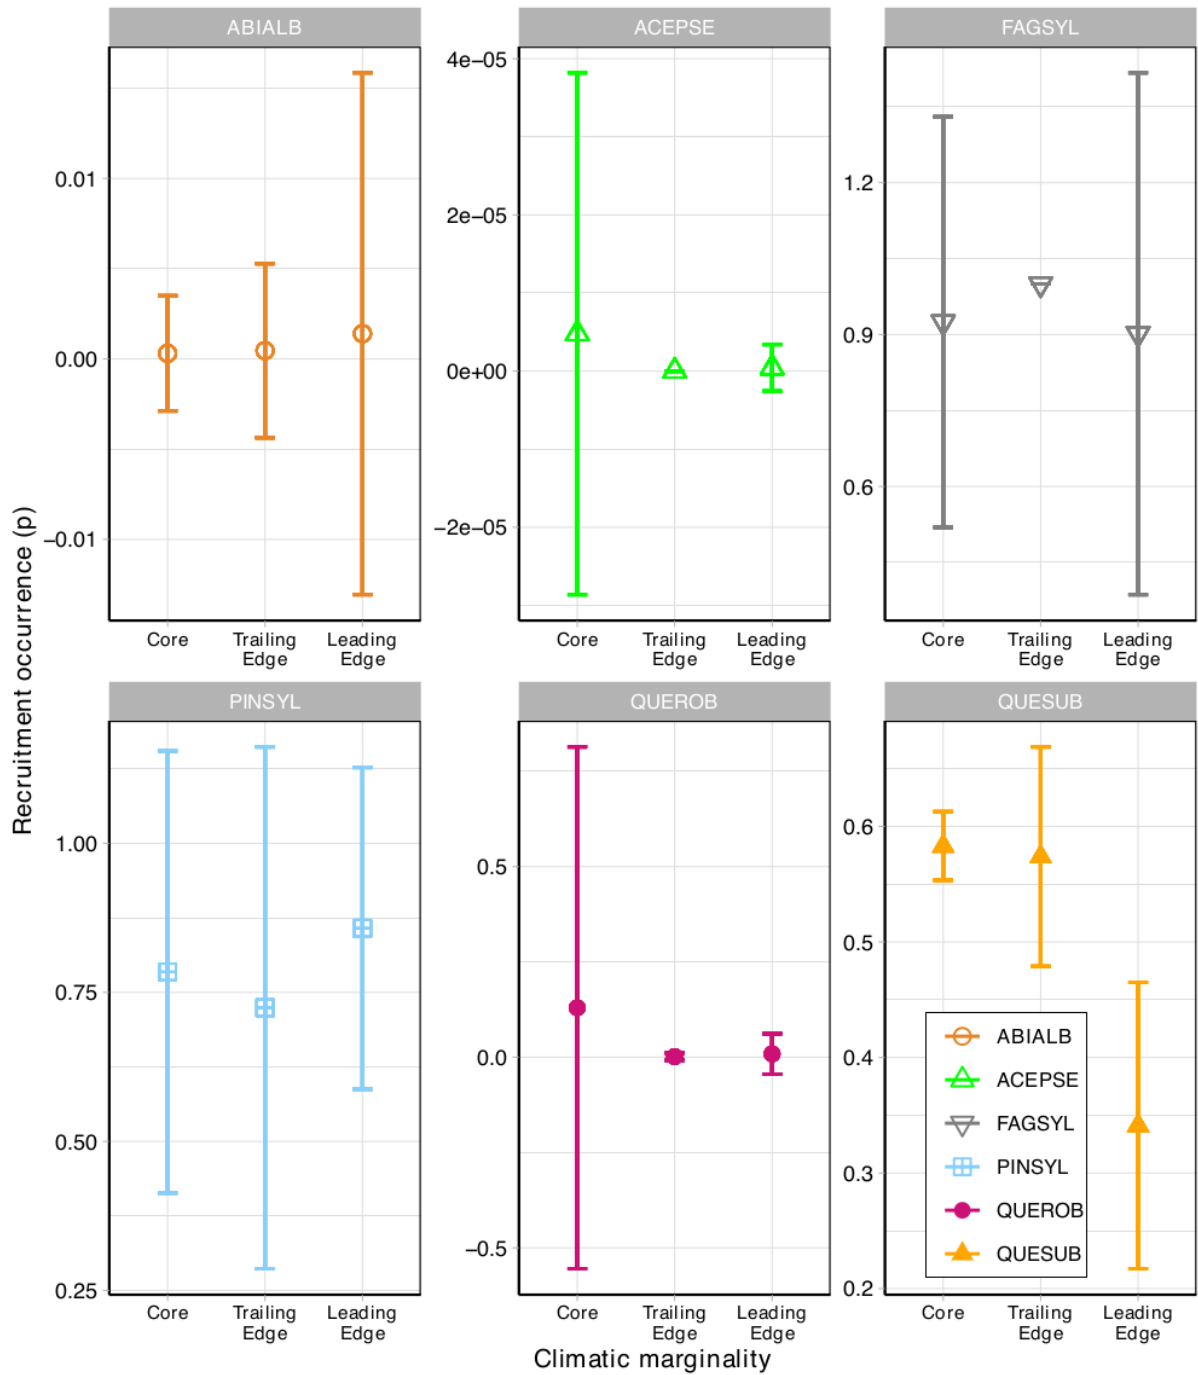 ABIALB
ACEPSE
FAGSYL
0.01
0.00
−0.01
4e−05
2e−05
0e+00
−2e−05
1.2
0.9
0.6
Core
Trailing Edge
Leading Edge
Core
Trailing Edge
Leading Edge
Core
Trailing Edge
Leading Edge
Recruitment occurrence (p)
PINSYL
QUEROB
QUESUB
1.00
0.75
0.50
0.25
0.5
0.0
−0.5
0.6
0.5
0.4
0.3
0.2
ABIALB
ACEPSE
FAGSYL
PINSYL
QUEROB
QUESUB
Core
Trailing Edge
Leading Edge
Core
Trailing Edge
Leading Edge
Core
Trailing Edge
Leading Edge
Climatic marginality